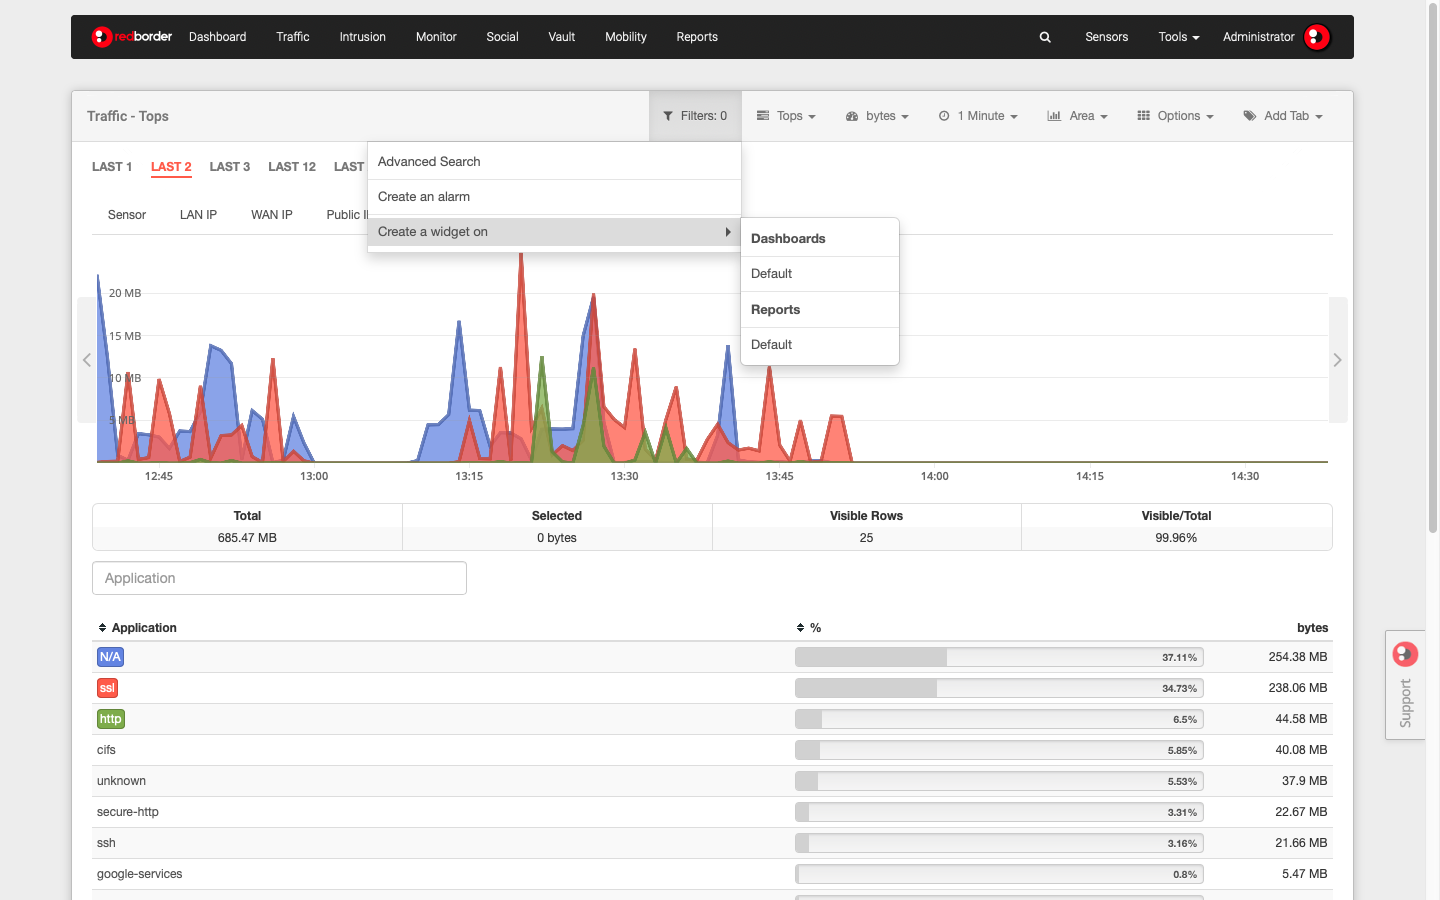 redborder Dashboard Traffic Intrusion Monitor Social Vault Mobility Reports Sensors Tools Administrator
Traffic - Tops Filters: 0 Tops bytes 1 Minute Area Options Add Tab
LAST 1 LAST 2 LAST 3 LAST 12 LAST
Advanced Search
Create an alarm
Create a widget on
Sensor LAN IP WAN IP Public
Dashboards
Default
Reports
Default
20 MB
15 MB
10 MB
5 MB
12:45 13:00 13:15 13:30 13:45 14:00 14:15 14:30
Total Selected Visible Rows Visible/Total
685.47 MB 0 bytes 25 99.96%
Application
Application % bytes
N/A 37.11% 254.38 MB
ssl 34.73% 238.06 MB
http 6.5% 44.58 MB
cifs 5.85% 40.08 MB
unknown 5.53% 37.9 MB
secure-http 3.31% 22.67 MB
ssh 3.16% 21.66 MB
google-services 0.8% 5.47 MB
Support